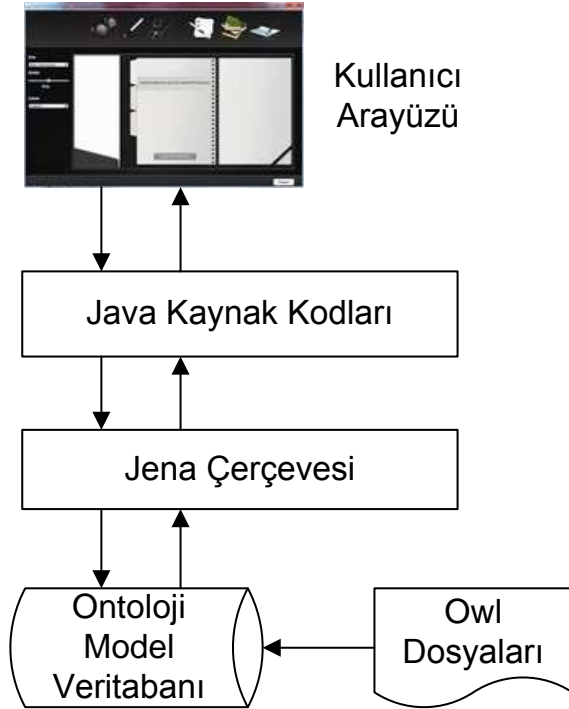 Kullanıcı
Arayüzü
Java Kaynak Kodları
Jena Çerçevesi
Ontoloji
Model
Veritabanı
Owl
Dosyaları